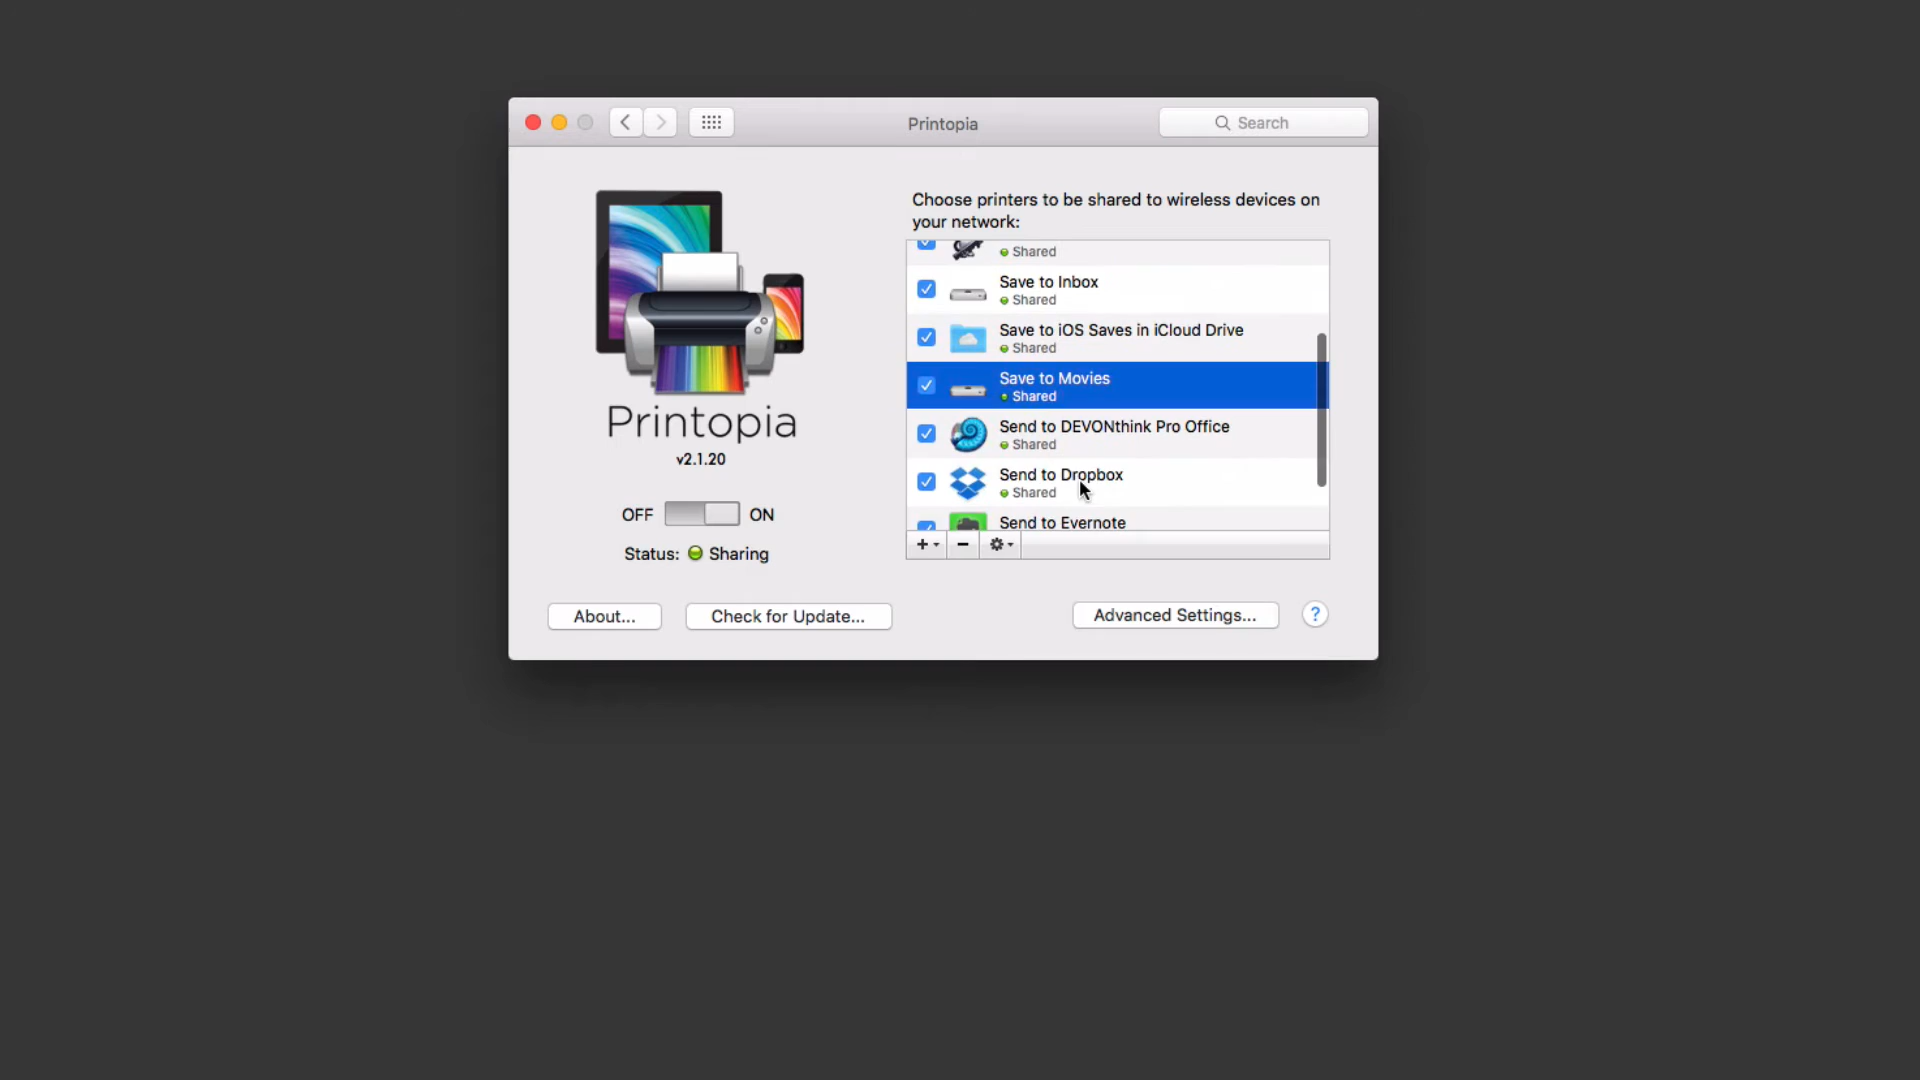 Printopia
Search
Choose printers to be shared to wireless devices on
your network:
Shared
Save to Inbox
Shared
Save to iOS Saves in iCloud Drive
Shared
Save to Movies
Shared
Send to DEVONthink Pro Office
Shared
Send to Dropbox
Shared
Send to Evernote
Printopia
v2.1.20
OFF ON
Status: Sharing
About...
Check for Update...
Advanced Settings...
?